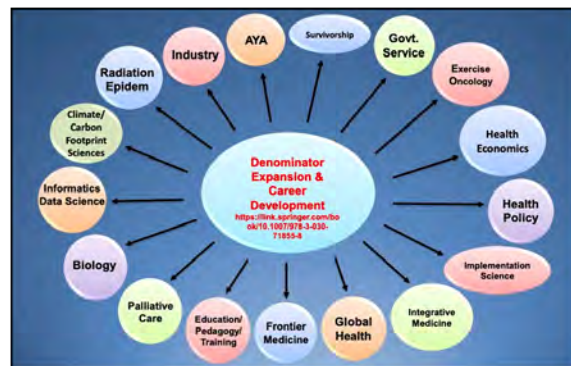 Denominator
Expansion &
Career
Development
https://link.springer.com/bo
ok/10.1007/978-3-030-
71855-8
AYA
Survivorship
Govt.
Service
Exercise
Oncology
Health
Economics
Health
Policy
Implementation
Science
Integrative
Medicine
Global
Health
Frontier
Medicine
Education/
Pedagogy/
Training
Palliative
Care
Biology
Informatics
Data Science
Climate/
Carbon
Footprint
Sciences
Radiation
Epidem
Industry